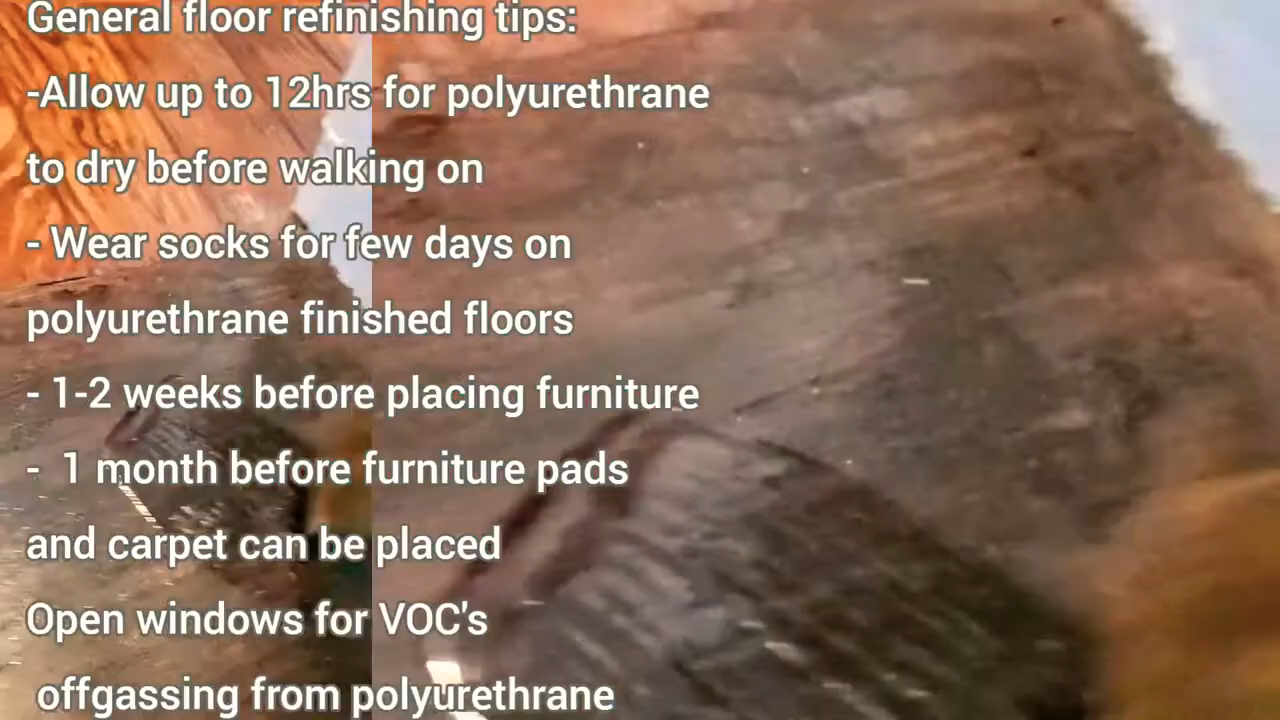 General floor refinishing tips:
-Allow up to 12hrs for polyurethrane
to dry before walking on
- Wear socks for few days on
polyurethrane finished floors
- 1-2 weeks before placing furniture
-  1 month before furniture pads
and carpet can be placed
Open windows for VOC's
offgassing from polyurethrane